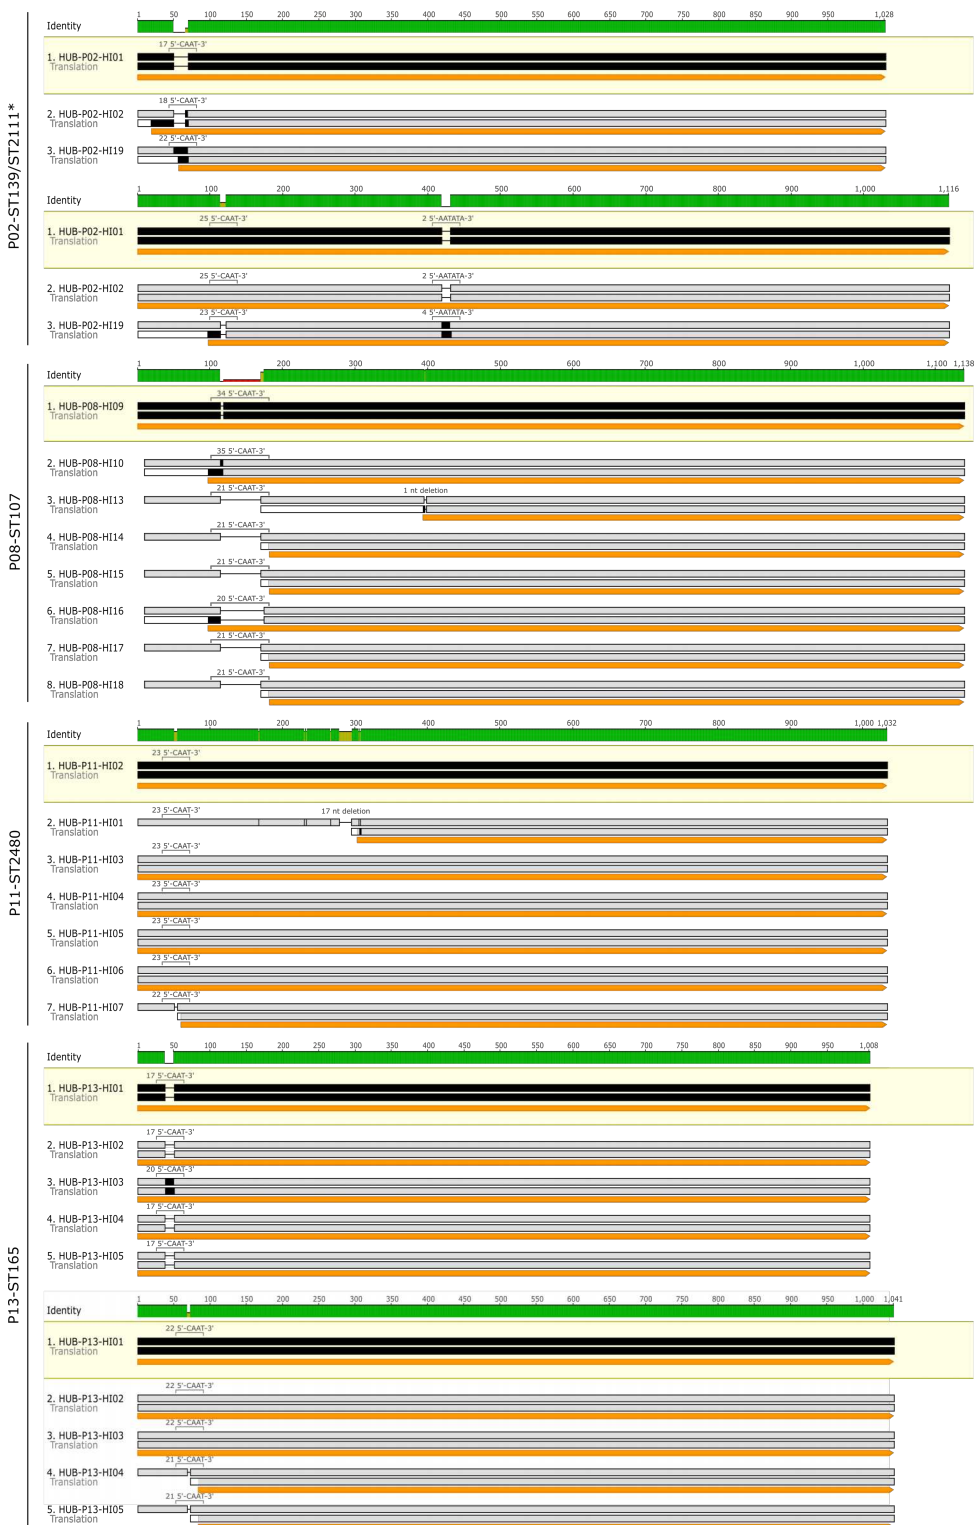 P02-ST139/ST2111*
1 50 100 150 200 250 300 350 400 450 500 550 600 650 700 750 800 850 900 950 1,028
Identity
17 5'-CAAT-3'
1. HUB-P02-HI01
Translation
18 5'-CAAT-3'
2. HUB-P02-HI02
Translation
22 5'-CAAT-3'
3. HUB-P02-HI19
Translation
1 100 200 300 400 500 600 700 800 900 1,000 1,116
Identity
25 5'-CAAT-3' 2 5'-AATATA-3'
1. HUB-P02-HI01
Translation
25 5'-CAAT-3' 2 5'-AATATA-3'
2. HUB-P02-HI02
Translation
23 5'-CAAT-3' 4 5'-AATATA-3'
3. HUB-P02-HI19
Translation
P08-ST107
1 100 200 300 400 500 600 700 800 900 1,000 1,100 1,138
Identity
34 5'-CAAT-3'
1. HUB-P08-HI09
Translation
35 5'-CAAT-3'
2. HUB-P08-HI10
Translation
21 5'-CAAT-3' 1 nt deletion
3. HUB-P08-HI13
Translation
21 5'-CAAT-3'
4. HUB-P08-HI14
Translation
21 5'-CAAT-3'
5. HUB-P08-HI15
Translation
20 5'-CAAT-3'
6. HUB-P08-HI16
Translation
21 5'-CAAT-3'
7. HUB-P08-HI17
Translation
21 5'-CAAT-3'
8. HUB-P08-HI18
Translation
P11-ST2480
1 100 200 300 400 500 600 700 800 900 1,000 1,032
Identity
23 5'-CAAT-3'
1. HUB-P11-HI02
Translation
23 5'-CAAT-3' 17 nt deletion
2. HUB-P11-HI01
Translation
23 5'-CAAT-3'
3. HUB-P11-HI03
Translation
23 5'-CAAT-3'
4. HUB-P11-HI04
Translation
23 5'-CAAT-3'
5. HUB-P11-HI05
Translation
23 5'-CAAT-3'
6. HUB-P11-HI06
Translation
22 5'-CAAT-3'
7. HUB-P11-HI07
Translation
P13-ST165
1 50 100 150 200 250 300 350 400 450 500 550 600 650 700 750 800 850 900 950 1,008
Identity
17 5'-CAAT-3'
1. HUB-P13-HI01
Translation
17 5'-CAAT-3'
2. HUB-P13-HI02
Translation
20 5'-CAAT-3'
3. HUB-P13-HI03
Translation
17 5'-CAAT-3'
4. HUB-P13-HI04
Translation
17 5'-CAAT-3'
5. HUB-P13-HI05
Translation
1 50 100 150 200 250 300 350 400 450 500 550 600 650 700 750 800 850 900 950 1,000 1,041
Identity
22 5'-CAAT-3'
1. HUB-P13-HI01
Translation
22 5'-CAAT-3'
2. HUB-P13-HI02
Translation
22 5'-CAAT-3'
3. HUB-P13-HI03
Translation
21 5'-CAAT-3'
4. HUB-P13-HI04
Translation
21 5'-CAAT-3'
5. HUB-P13-HI05
Translation